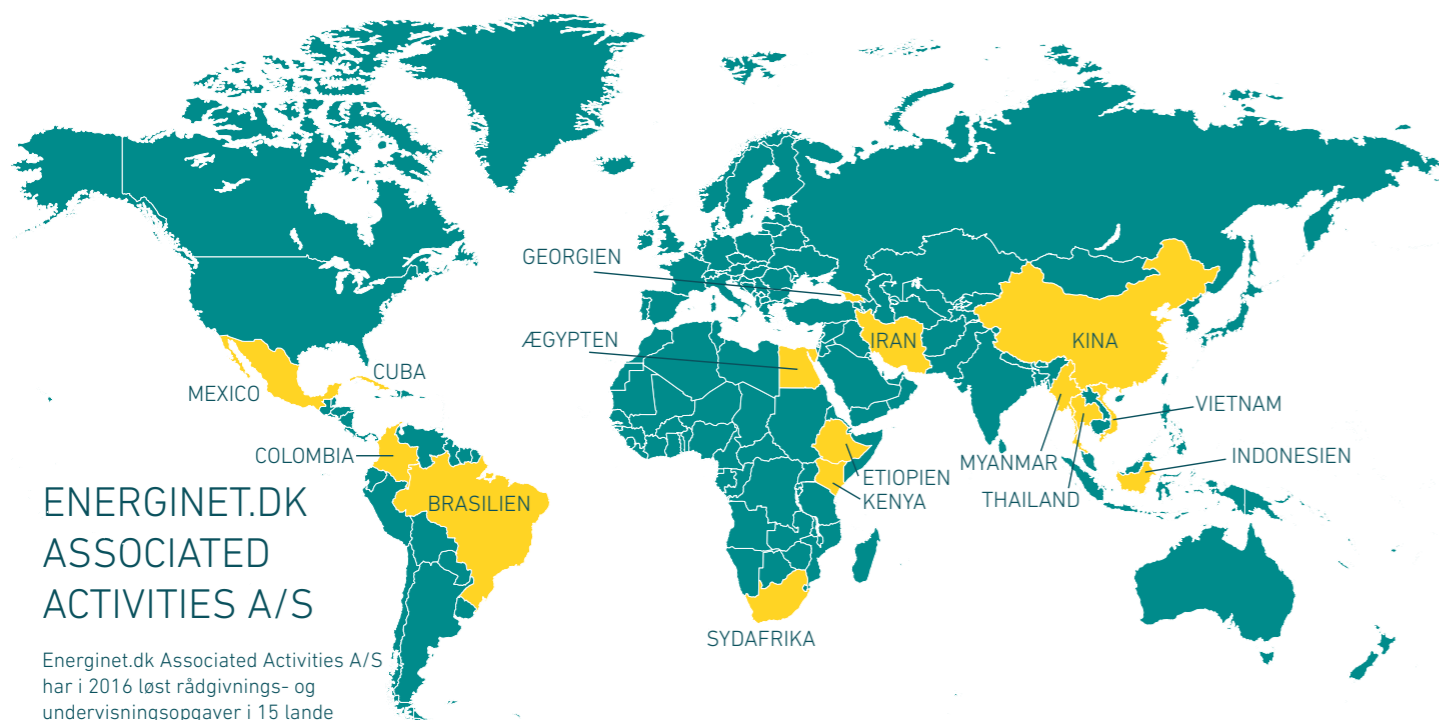 GEORGIEN
ÆGYPTEN
IRAN
KINA
CUBA
MEXICO
VIETNAM
COLOMBIA
INDONESIEN
MYANMAR
ETIOPIEN
KENYA
THAILAND
BRASILIEN
SYDAFRIKA
ENERGINET.DK
ASSOCIATED
ACTIVITIES A/S
Energinet.dk Associated Activities A/S
har i 2016 løst rådgivnings- og
undervisningsopgaver i 15 lande